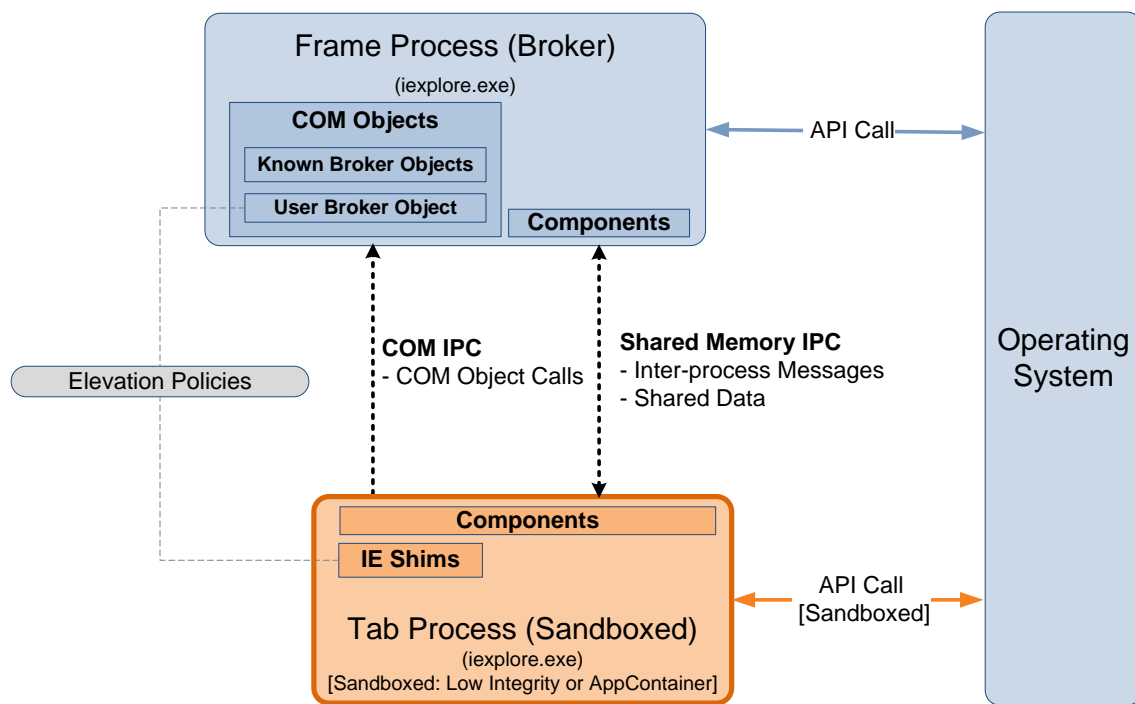 Frame Process (Broker)
(iexplore.exe)
COM Objects
Known Broker Objects
User Broker Object
Components
API Call
Operating
System
COM IPC
- COM Object Calls
Shared Memory IPC
- Inter-process Messages
- Shared Data
Elevation Policies
Components
IE Shims
Tab Process (Sandboxed)
(iexplore.exe)
[Sandboxed: Low Integrity or AppContainer]
API Call
[Sandboxed]